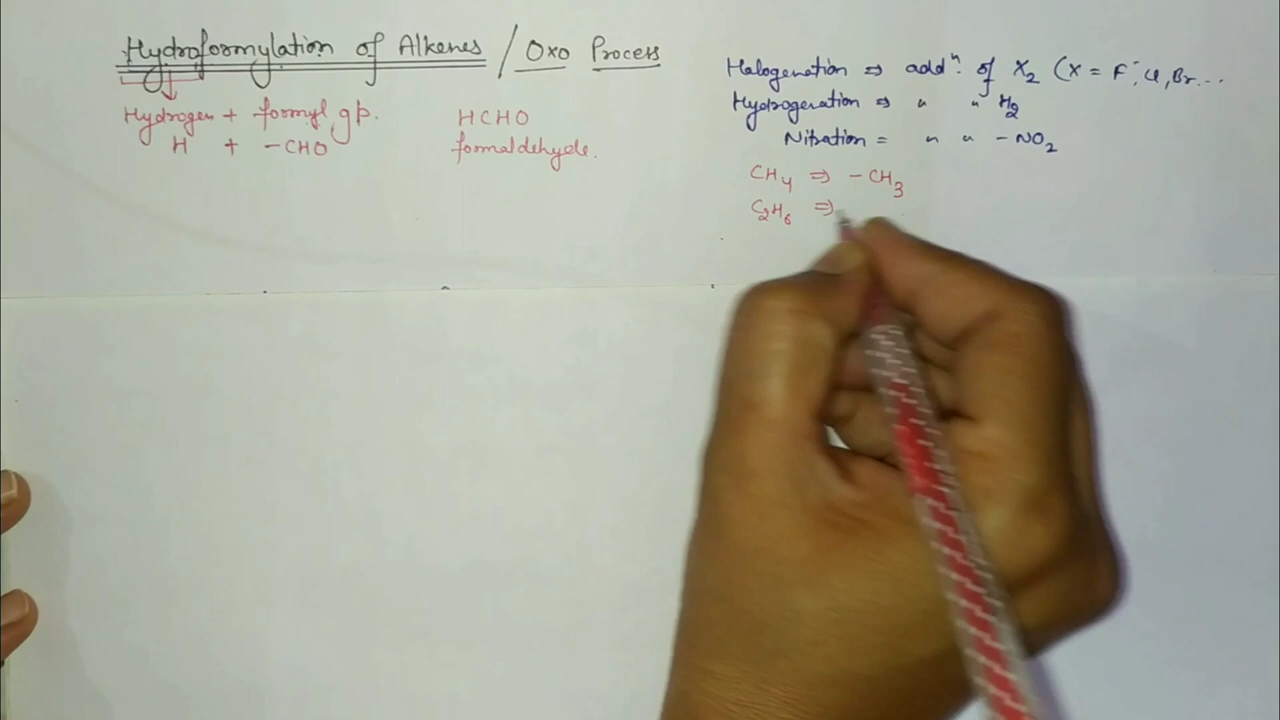 Hydroformylation of Alkenes / Oxo Process
Hydrogen + formyl gp.
H + -CHO
HCHO
formaldehyde.
Halogenation ⇒ addⁿ. of X₂ (X = F, Cl, Br...
Hydrogenation ⇒ " " H₂
Nitration = " " -NO₂
CH₄ ⇒ -CH₃
C₂H₆ ⇒